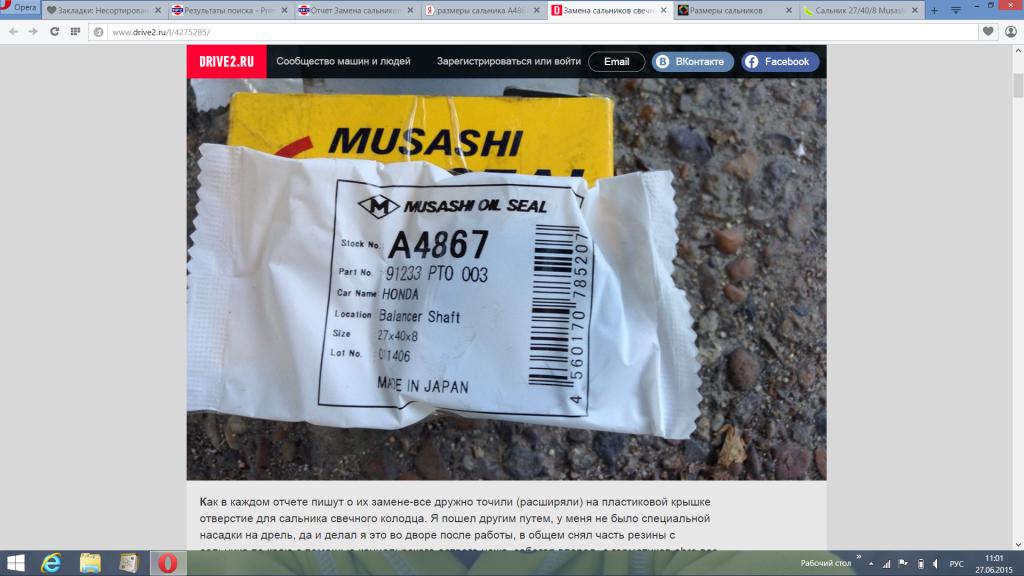 Opera
Закладки: Несортирован
Результаты поиска - Prim
Отчет Замена сальников
размеры сальника A486
Замена сальников свечн
Размеры сальников
Сальник 27/40/8 Musash
www.drive2.ru/l/4275285/
DRIVE2.RU
Сообщество машин и людей
Зарегистрироваться или войти
Email
ВКонтакте
Facebook
MUSASHI
SEAL
MUSASHI OIL SEAL
Stock No. A4867
Part No. 91233 PT0 003
Car Name HONDA
Location Balancer Shaft
Size 27x40x8
Lot No. 011406
MADE IN JAPAN
4 560170 785207
Как в каждом отчете пишут о их замене-все дружно точили (расширяли) на пластиковой крышке
отверстие для сальника свечного колодца. Я пошел другим путем, у меня не было специальной
насадки на дрель, да и делал я это во дворе после работы, в общем снял часть резины с
Рабочий стол
РУС
11:01
27.06.2015